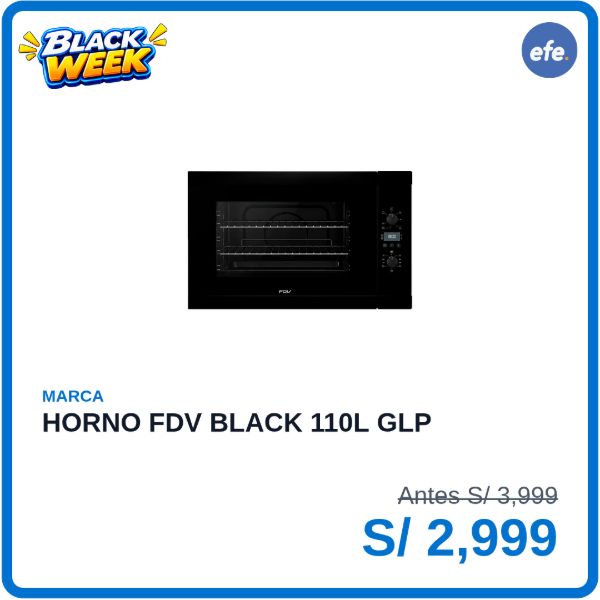 BLACK
WEEK
efe.
FDV
MARCA
HORNO FDV BLACK 110L GLP
Antes S/ 3,999
S/ 2,999